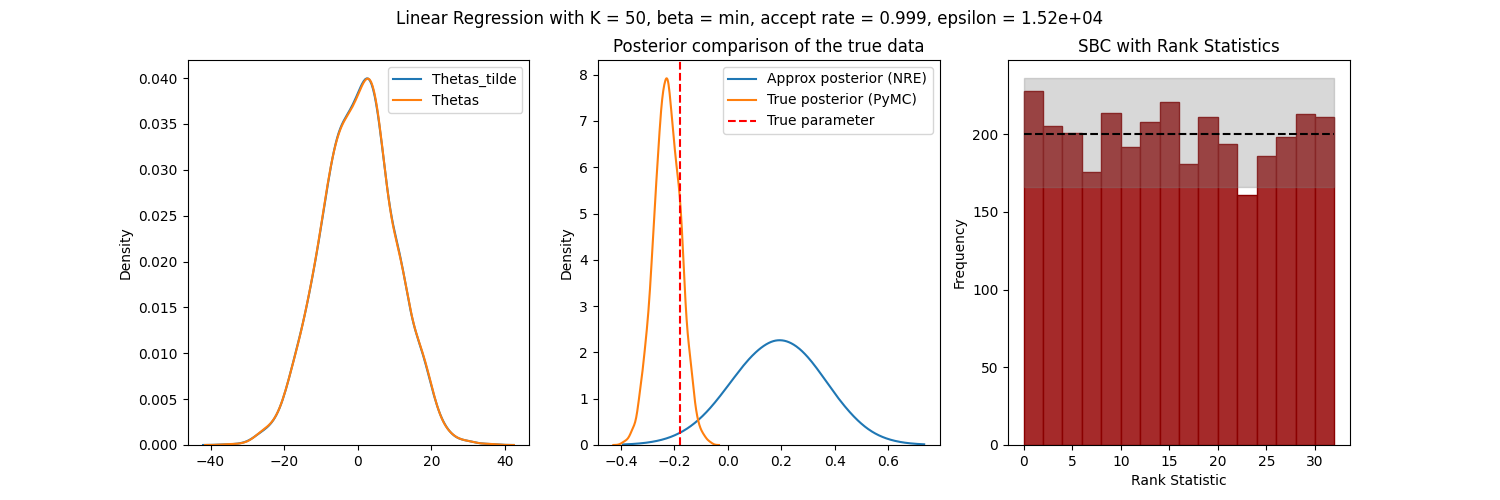 Linear Regression with K = 50, beta = min, accept rate = 0.999, epsilon = 1.52e+04
Density
0.040
0.035
0.030
0.025
0.020
0.015
0.010
0.005
0.000
−40 −20 0 20 40
Thetas_tilde
Thetas
Posterior comparison of the true data
Density
8
7
6
5
4
3
2
1
0
−0.4 −0.2 0.0 0.2 0.4 0.6
Approx posterior (NRE)
True posterior (PyMC)
True parameter
SBC with Rank Statistics
Frequency
200
150
100
50
0
0 5 10 15 20 25 30
Rank Statistic